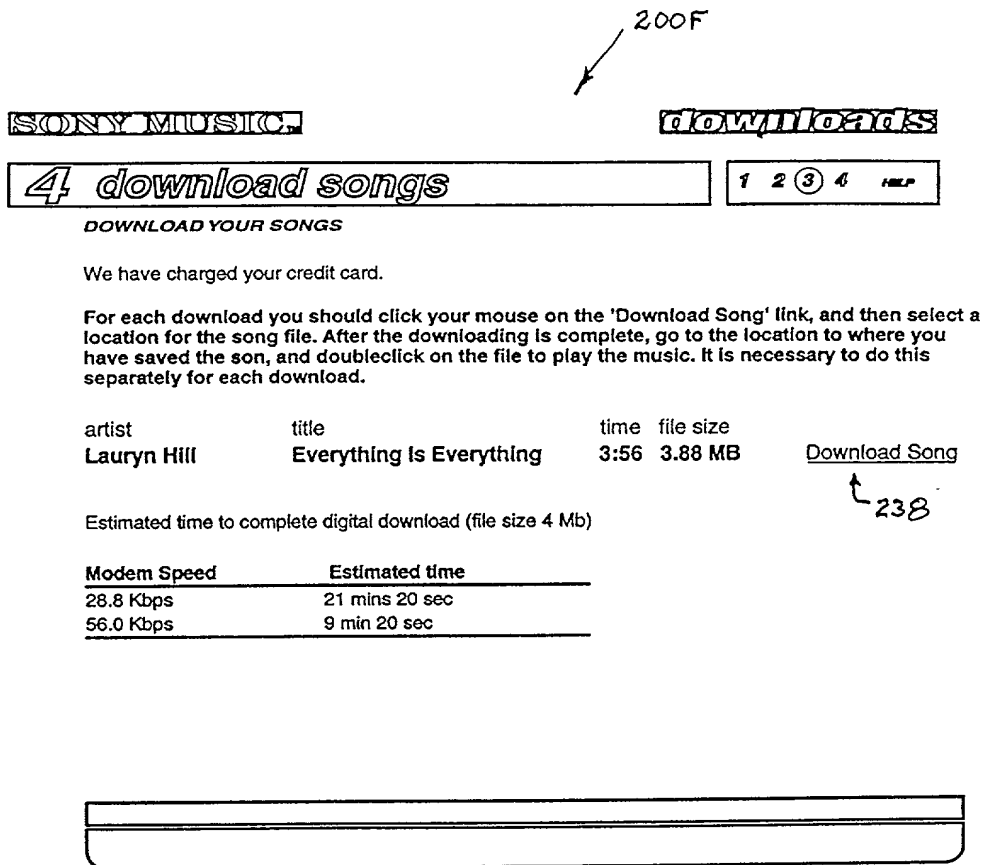 200F
SONY MUSIC™ downloads
4 download songs 1 2 3 4 HELP
DOWNLOAD YOUR SONGS
We have charged your credit card.
For each download you should click your mouse on the 'Download Song' link, and then select a
location for the song file. After the downloading is complete, go to the location to where you
have saved the son, and doubleclick on the file to play the music. It is necessary to do this
separately for each download.
artist title time file size
Lauryn Hill Everything Is Everything 3:56 3.88 MB Download Song
238
Estimated time to complete digital download (file size 4 Mb)
Modem Speed Estimated time
28.8 Kbps 21 mins 20 sec
56.0 Kbps 9 min 20 sec